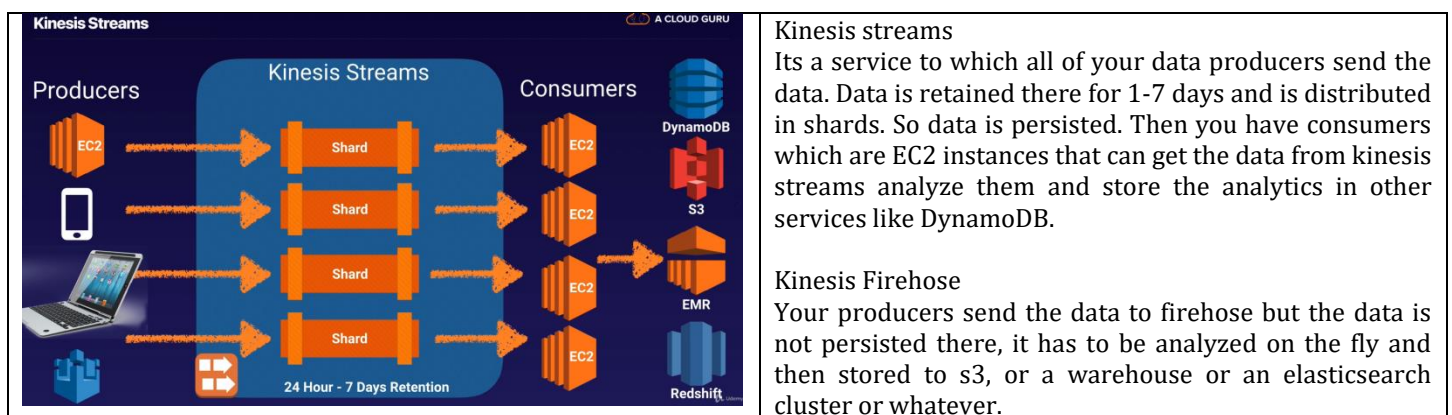 Kinesis Streams
A CLOUD GURU
Kinesis Streams
Producers
Consumers
DynamoDB
EC2
Shard
EC2
Shard
EC2
S3
Shard
EC2
EMR
Shard
EC2
24 Hour - 7 Days Retention
Redshift
Udemy
Kinesis streams
Its a service to which all of your data producers send the
data. Data is retained there for 1-7 days and is distributed
in shards. So data is persisted. Then you have consumers
which are EC2 instances that can get the data from kinesis
streams analyze them and store the analytics in other
services like DynamoDB.
Kinesis Firehose
Your producers send the data to firehose but the data is
not persisted there, it has to be analyzed on the fly and
then stored to s3, or a warehouse or an elasticsearch
cluster or whatever.